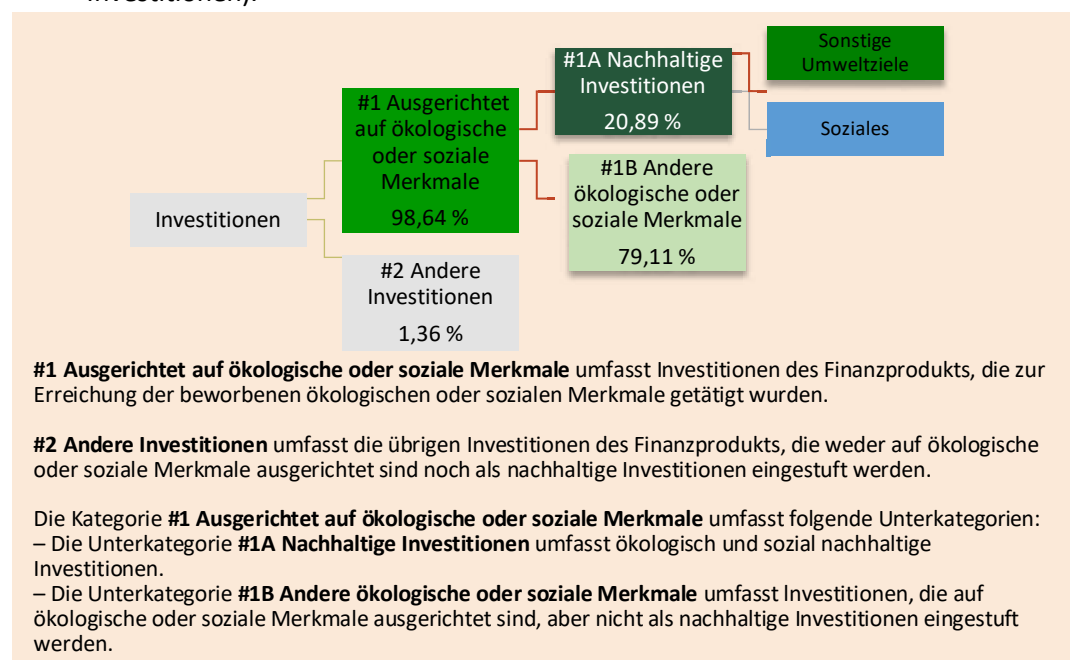 #1A Nachhaltige
Investitionen
20,89 %
Sonstige
Umweltziele
Soziales
#1 Ausgerichtet
auf ökologische
oder soziale
Merkmale
98,64 %
#1B Andere
ökologische oder
soziale Merkmale
79,11 %
Investitionen
#2 Andere
Investitionen
1,36 %
#1 Ausgerichtet auf ökologische oder soziale Merkmale umfasst Investitionen des Finanzprodukts, die zur
Erreichung der beworbenen ökologischen oder sozialen Merkmale getätigt wurden.
#2 Andere Investitionen umfasst die übrigen Investitionen des Finanzprodukts, die weder auf ökologische
oder soziale Merkmale ausgerichtet sind noch als nachhaltige Investitionen eingestuft werden.
Die Kategorie #1 Ausgerichtet auf ökologische oder soziale Merkmale umfasst folgende Unterkategorien:
– Die Unterkategorie #1A Nachhaltige Investitionen umfasst ökologisch und sozial nachhaltige
Investitionen.
– Die Unterkategorie #1B Andere ökologische oder soziale Merkmale umfasst Investitionen, die auf
ökologische oder soziale Merkmale ausgerichtet sind, aber nicht als nachhaltige Investitionen eingestuft
werden.